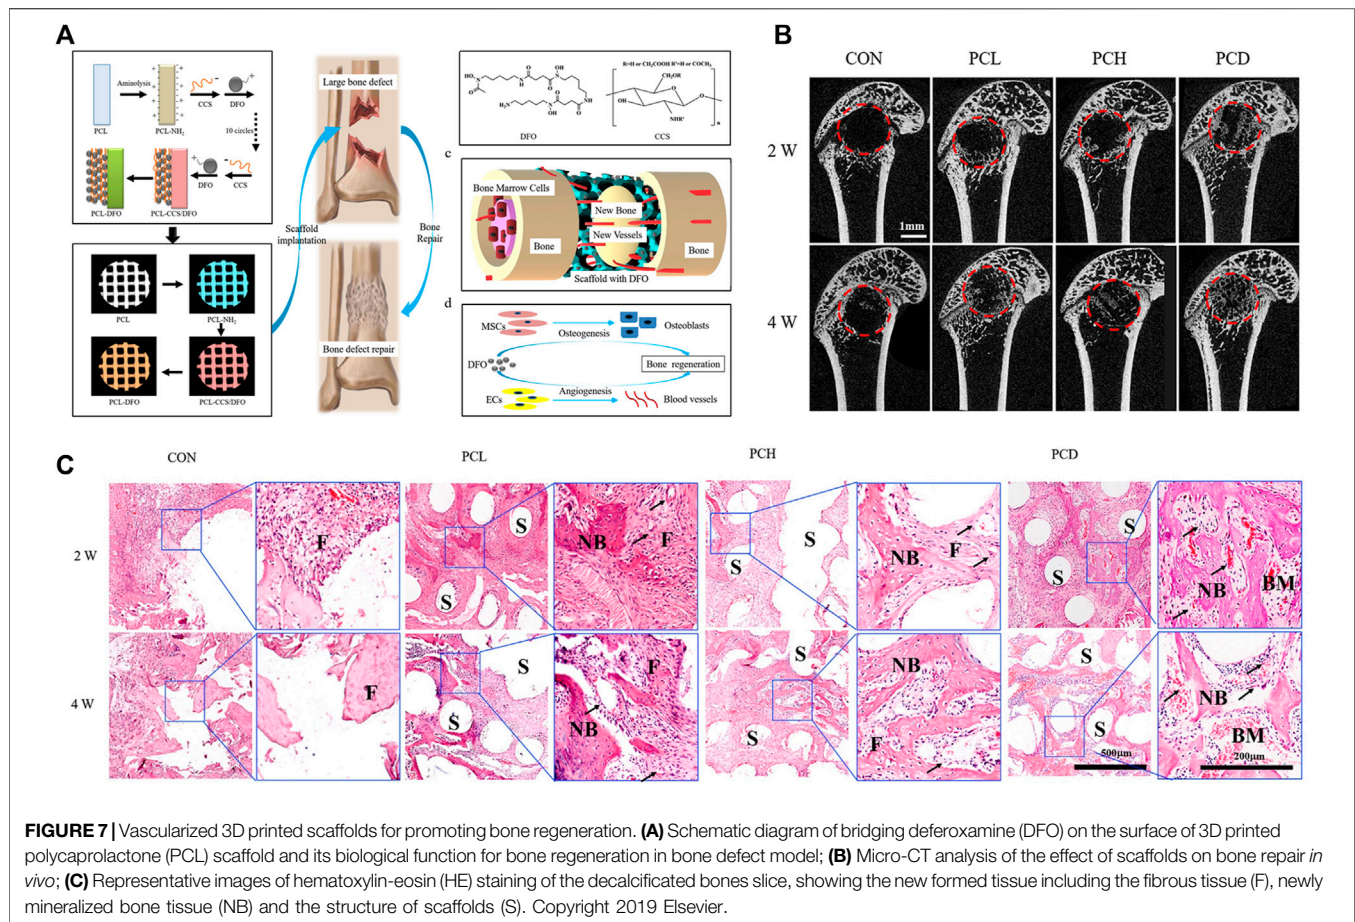 A
PCL
Aminolysis
PCL-NH₂
CCS
DFO
10 circles
PCL-DFO
PCL-CCS/DFO
DFO
CCS
PCL
PCL-NH₂
PCL-DFO
PCL-CCS/DFO
Large bone defect
Scaffold
implantation
Bone
Repair
Bone defect repair
R=H or CH₂COOH R'=H or COCH₃
OH
N
O
NH
H₂N
DFO
CH₂OR
O
HO
NHR'
n
CCS
c
Bone Marrow Cells
New Bone
New Vessels
Bone
Bone
Scaffold with DFO
d
MSCs
Osteogenesis
Osteoblasts
DFO
Bone regeneration
ECs
Angiogenesis
Blood vessels
B
CON PCL PCH PCD
2 W
1mm
4 W
C
CON PCL PCH PCD
2 W
F
S
S
NB
F
S
S
NB
F
S
NB
BM
4 W
F
S
S
NB
F
S
S
NB
F
S
S
500μm
NB
BM
200μm
FIGURE 7 | Vascularized 3D printed scaffolds for promoting bone regeneration. (A) Schematic diagram of bridging deferoxamine (DFO) on the surface of 3D printed
polycaprolactone (PCL) scaffold and its biological function for bone regeneration in bone defect model; (B) Micro-CT analysis of the effect of scaffolds on bone repair in
vivo; (C) Representative images of hematoxylin-eosin (HE) staining of the decalcificated bones slice, showing the new formed tissue including the fibrous tissue (F), newly
mineralized bone tissue (NB) and the structure of scaffolds (S). Copyright 2019 Elsevier.